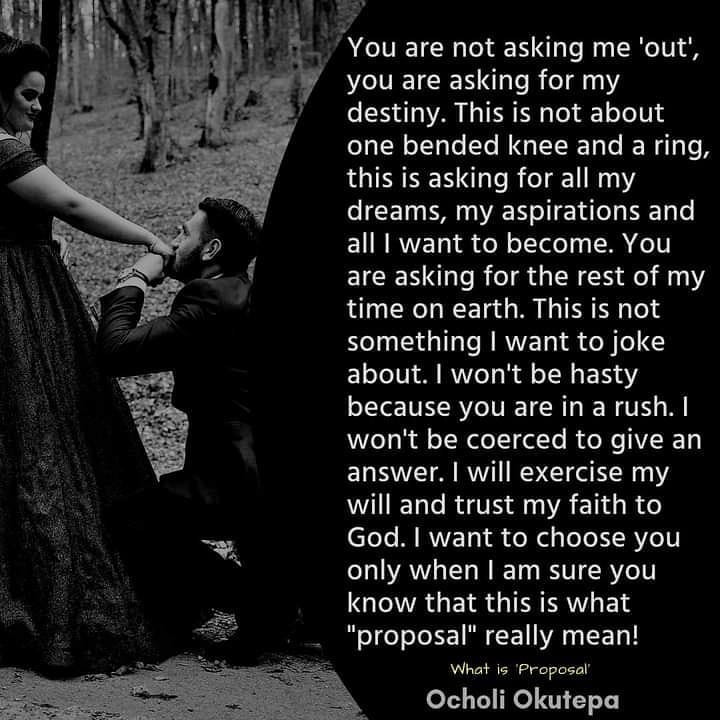 You are not asking me 'out',
you are asking for my
destiny. This is not about
one bended knee and a ring,
this is asking for all my
dreams, my aspirations and
all I want to become. You
are asking for the rest of my
time on earth. This is not
something I want to joke
about. I won't be hasty
because you are in a rush. I
won't be coerced to give an
answer. I will exercise my
will and trust my faith to
God. I want to choose you
only when I am sure you
know that this is what
"proposal" really mean!
What is 'Proposal'
Ocholi Okutepa